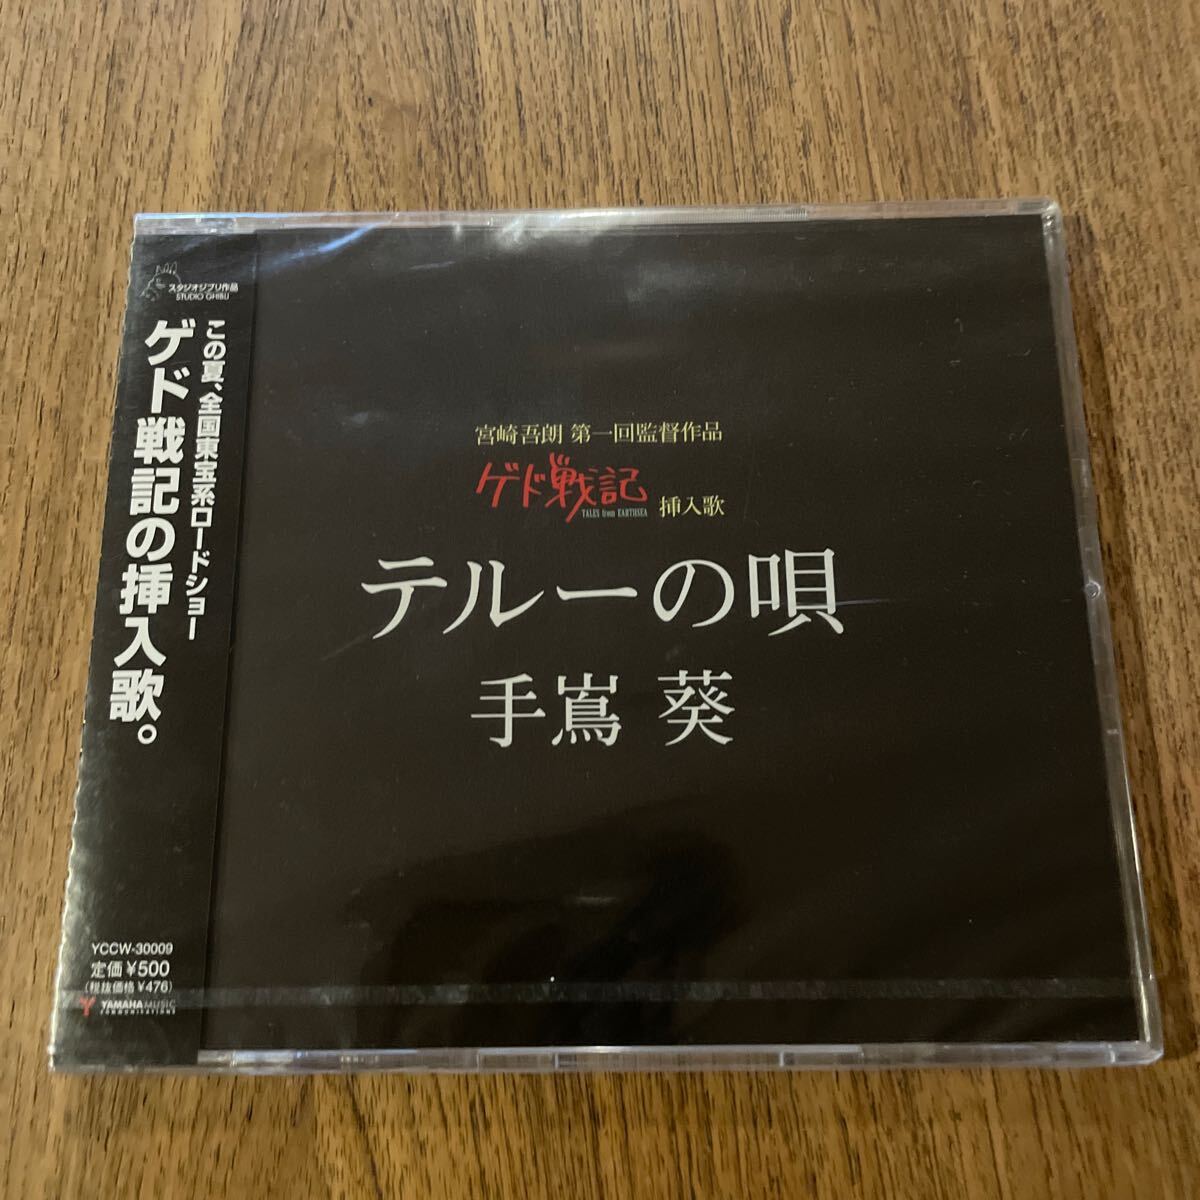 スタジオジブリ作品
STUDIO GHIBLI
この夏、全国東宝系ロードショー
ゲド戦記の挿入歌。
YCCW-30009
定価￥500
(税抜価格￥476)
YAMAHA MUSIC
COMMUNICATIONS
宮崎吾朗 第一回監督作品
ゲド戦記
TALES from EARTHSEA
挿入歌
テルーの唄
手嶌 葵